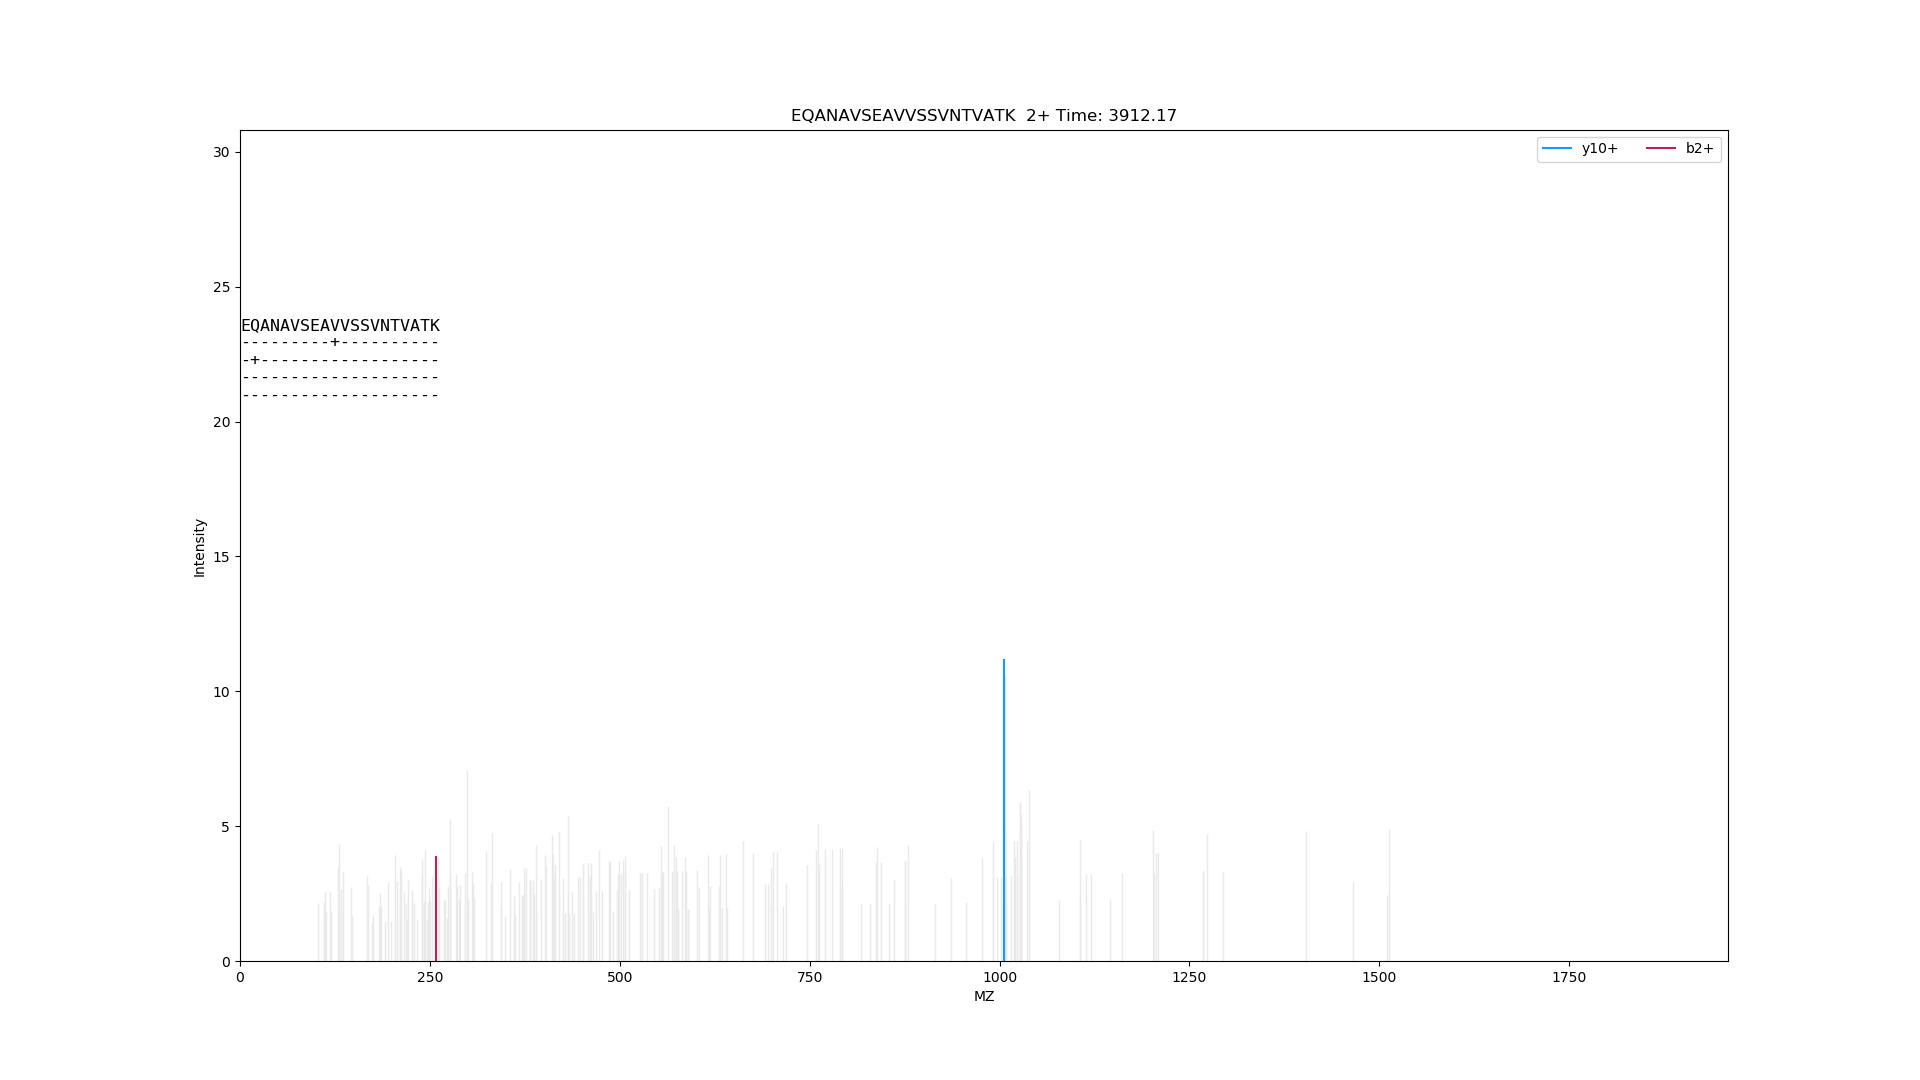 EQANAVSEAVVSSVNTVATK  2+ Time: 3912.17
y10+ b2+
30
25
EQANAVSEAVVSSVNTVATK
---------+----------
-+------------------
--------------------
--------------------
20
15
Intensity
10
5
0
0 250 500 750 1000 1250 1500 1750
MZ